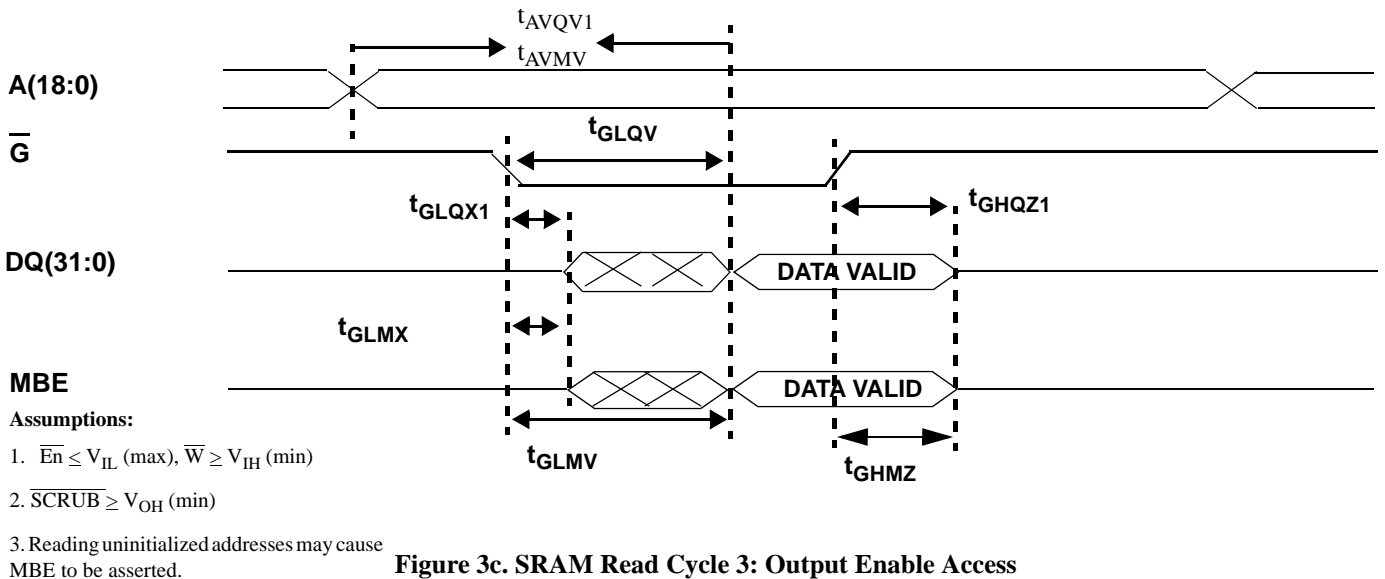 tAVQV1
tAVMV
A(18:0)
tGLQV
G̅
tGLQX1
tGHQZ1
DQ(31:0)
DATA VALID
tGLMX
MBE
DATA VALID
Assumptions:
1. E̅n̅ ≤ VIL (max), W̅ ≥ VIH (min)
tGLMV
tGHMZ
2. S̅C̅R̅U̅B̅ ≥ VOH (min)
3. Reading uninitialized addresses may cause
MBE to be asserted.
Figure 3c. SRAM Read Cycle 3: Output Enable Access